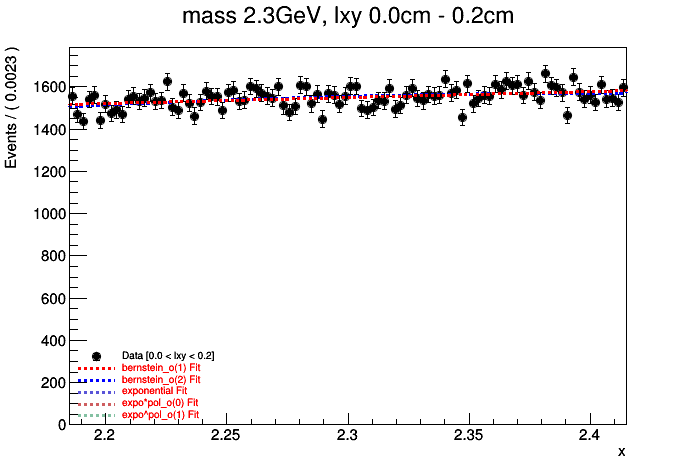 mass 2.3GeV, lxy 0.0cm - 0.2cm
Events / ( 0.0023 )
1600
1400
1200
1000
800
600
400
200
0
Data [0.0 < lxy < 0.2]
bernstein_o(1) Fit
bernstein_o(2) Fit
exponential Fit
expo*pol_o(0) Fit
expo*pol_o(1) Fit
2.2 2.25 2.3 2.35 2.4
x